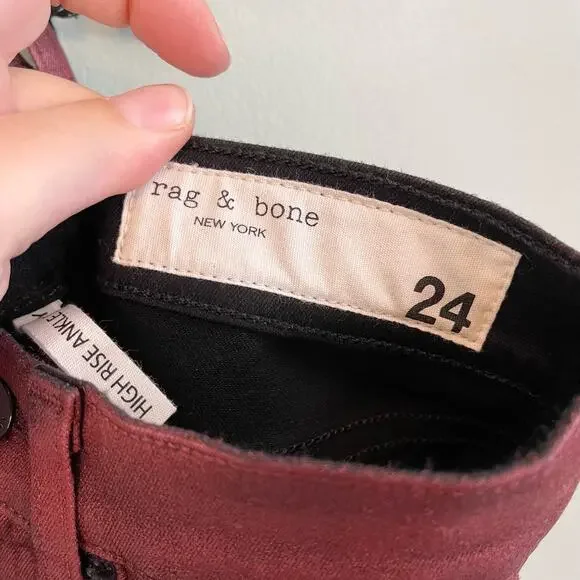 rag & bone
NEW YORK
24
HIGH RISE ANKLE